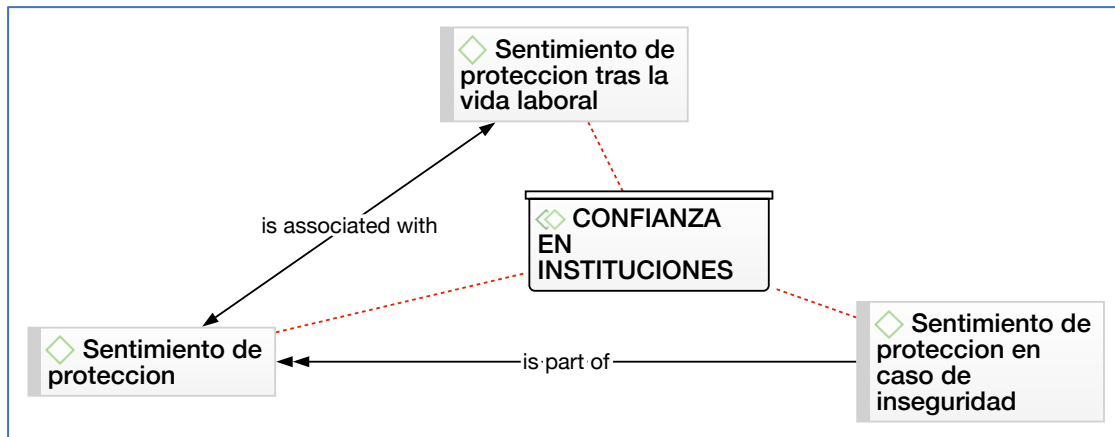 Sentimiento de
proteccion tras la
vida laboral
is associated with
CONFIANZA
EN
INSTITUCIONES
Sentimiento de
proteccion
is part of
Sentimiento de
proteccion en
caso de
inseguridad